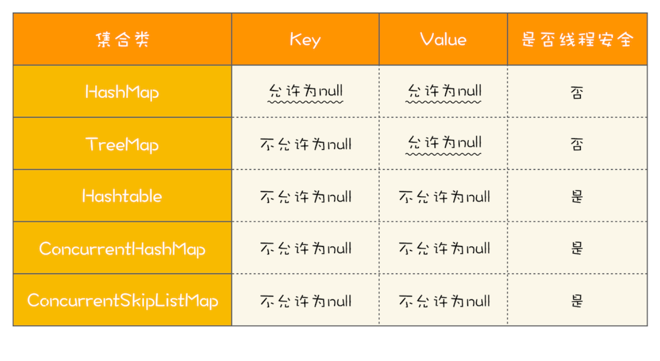 集合类 Key Value 是否线程安全
HashMap 允许为null 允许为null 否
TreeMap 不允许为null 允许为null 否
Hashtable 不允许为null 不允许为null 是
ConcurrentHashMap 不允许为null 不允许为null 是
ConcurrentSkipListMap 不允许为null 不允许为null 是